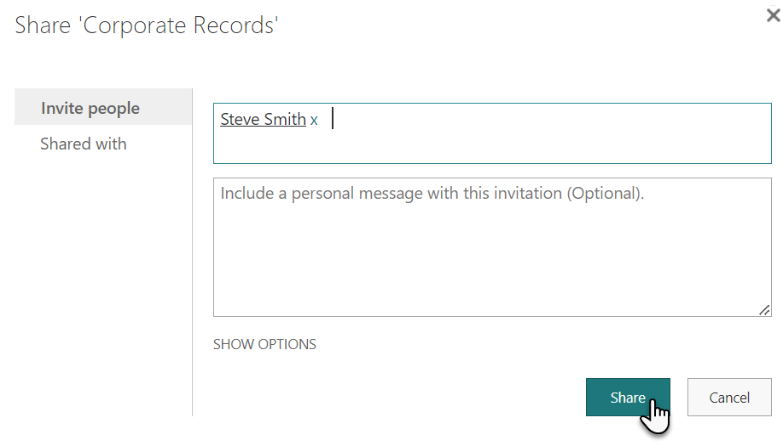 Share 'Corporate Records'
Invite people
Shared with
Steve Smith x
Include a personal message with this invitation (Optional).
SHOW OPTIONS
Share
Cancel